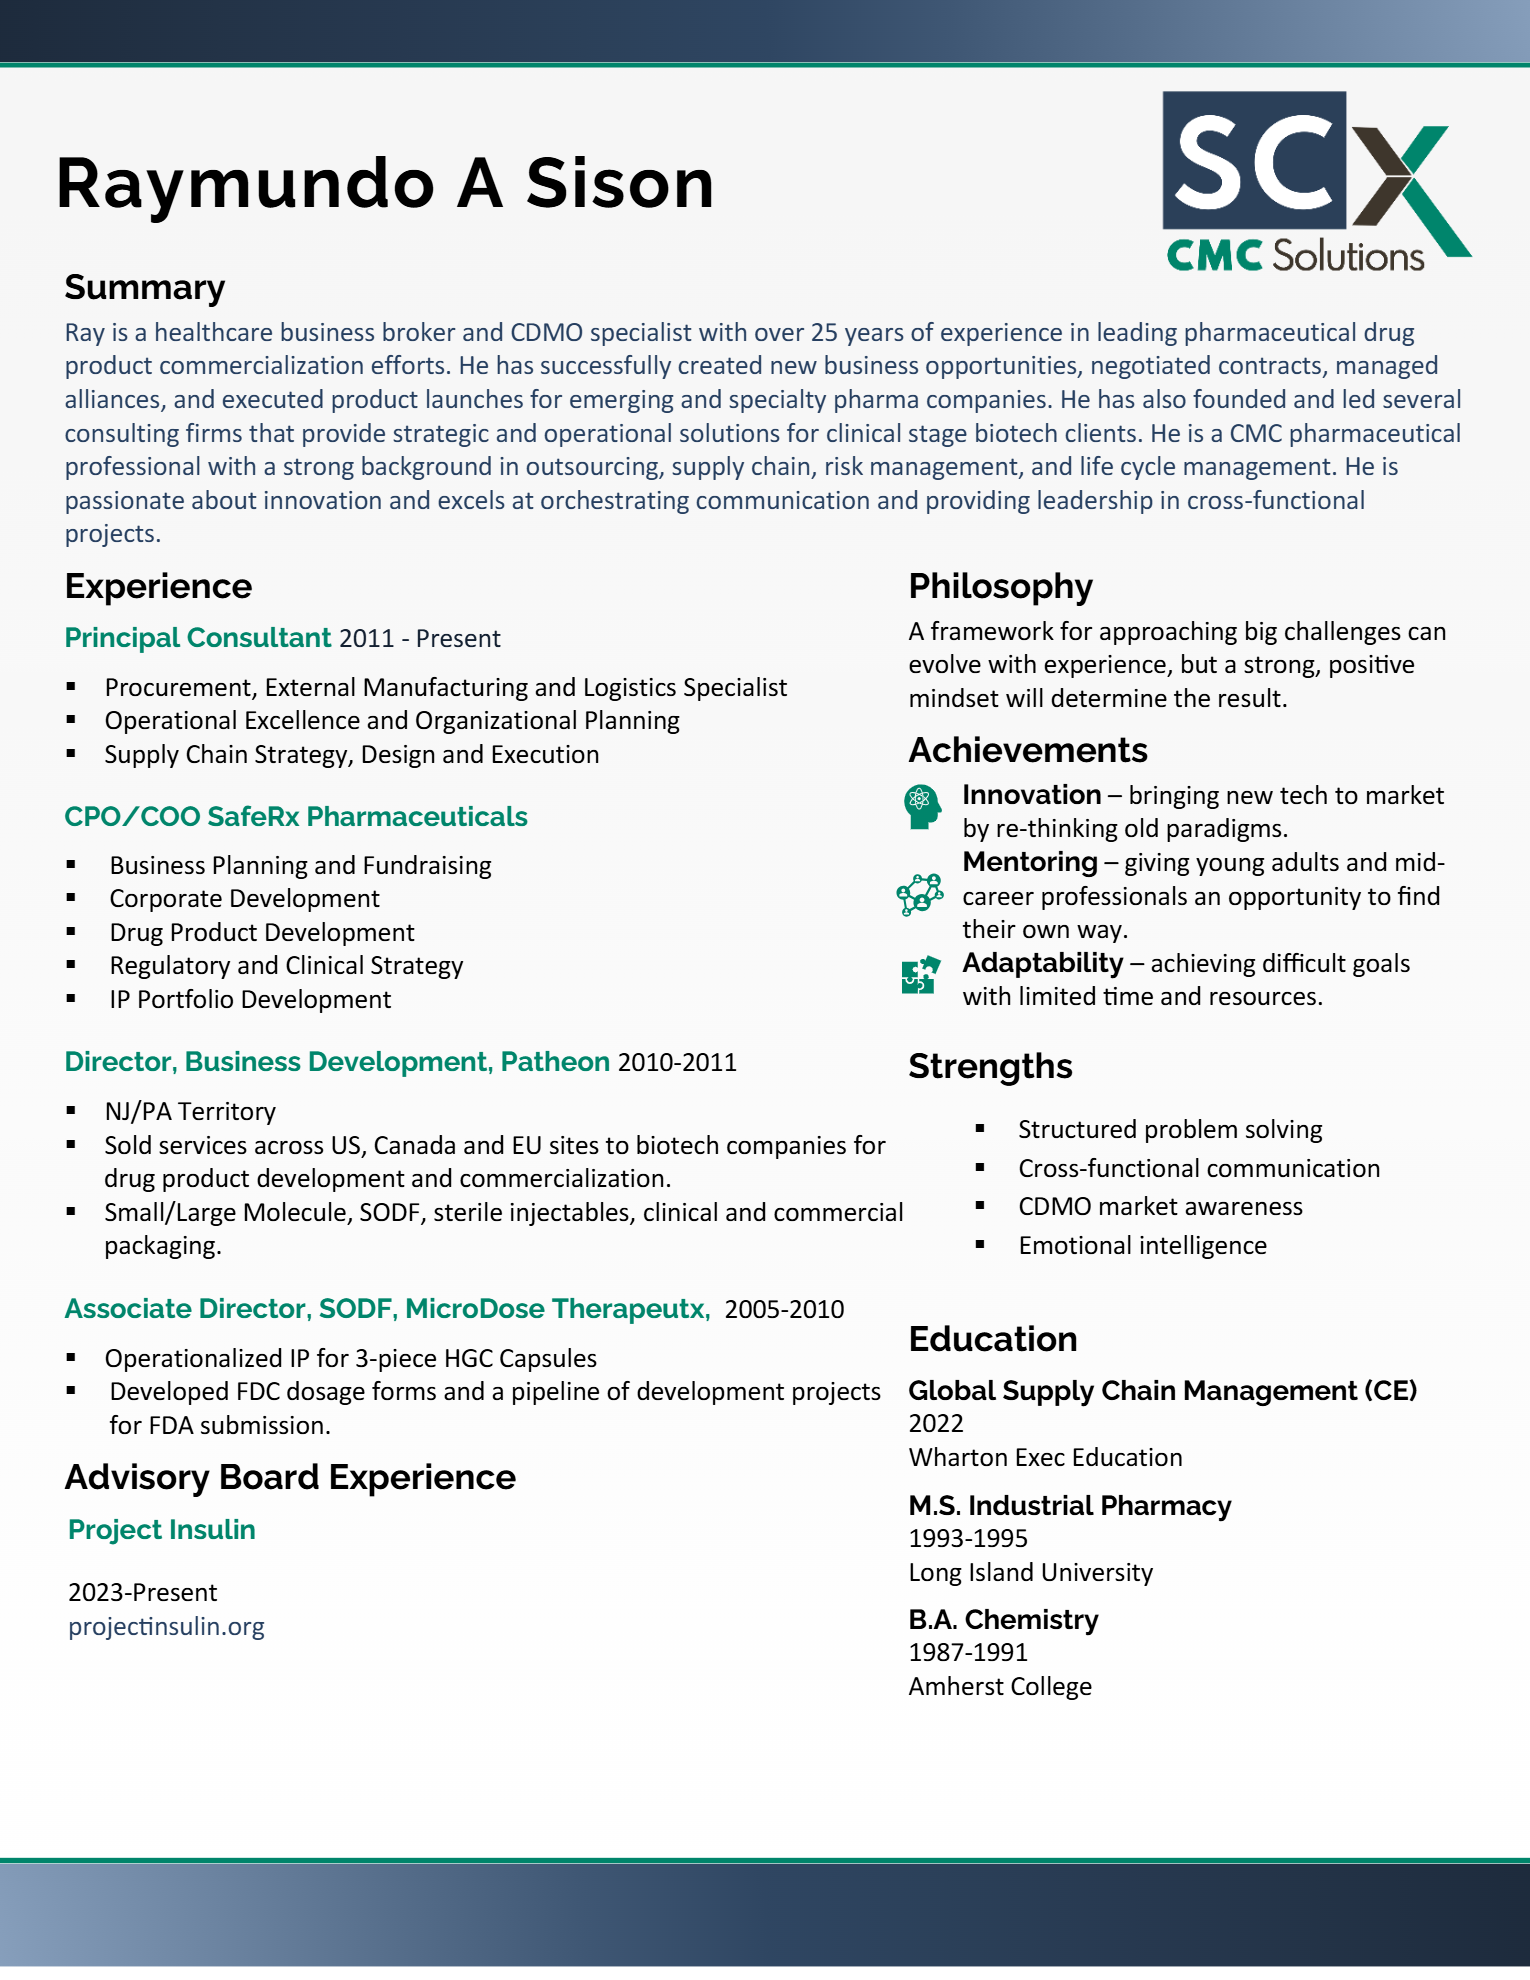 SCX
CMC Solutions
Raymundo A Sison
Summary
Ray is a healthcare business broker and CDMO specialist with over 25 years of experience in leading pharmaceutical drug
product commercialization efforts. He has successfully created new business opportunities, negotiated contracts, managed
alliances, and executed product launches for emerging and specialty pharma companies. He has also founded and led several
consulting firms that provide strategic and operational solutions for clinical stage biotech clients. He is a CMC pharmaceutical
professional with a strong background in outsourcing, supply chain, risk management, and life cycle management. He is
passionate about innovation and excels at orchestrating communication and providing leadership in cross-functional
projects.
Experience
Principal Consultant 2011 - Present
▪ Procurement, External Manufacturing and Logistics Specialist
▪ Operational Excellence and Organizational Planning
▪ Supply Chain Strategy, Design and Execution
CPO/COO SafeRx Pharmaceuticals
▪ Business Planning and Fundraising
▪ Corporate Development
▪ Drug Product Development
▪ Regulatory and Clinical Strategy
▪ IP Portfolio Development
Director, Business Development, Patheon 2010-2011
▪ NJ/PA Territory
▪ Sold services across US, Canada and EU sites to biotech companies for
drug product development and commercialization.
▪ Small/Large Molecule, SODF, sterile injectables, clinical and commercial
packaging.
Associate Director, SODF, MicroDose Therapeutx, 2005-2010
▪ Operationalized IP for 3-piece HGC Capsules
▪ Developed FDC dosage forms and a pipeline of development projects
for FDA submission.
Advisory Board Experience
Project Insulin
2023-Present
projectinsulin.org
Philosophy
A framework for approaching big challenges can
evolve with experience, but a strong, positive
mindset will determine the result.
Achievements
Innovation – bringing new tech to market
by re-thinking old paradigms.
Mentoring – giving young adults and mid-
career professionals an opportunity to find
their own way.
Adaptability – achieving difficult goals
with limited time and resources.
Strengths
▪ Structured problem solving
▪ Cross-functional communication
▪ CDMO market awareness
▪ Emotional intelligence
Education
Global Supply Chain Management (CE)
2022
Wharton Exec Education
M.S. Industrial Pharmacy
1993-1995
Long Island University
B.A. Chemistry
1987-1991
Amherst College